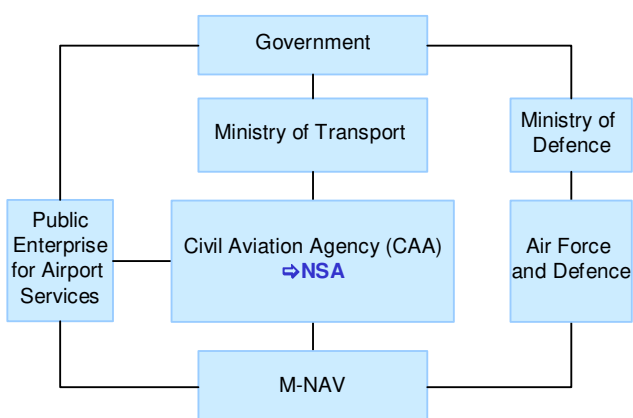 Government
Ministry of Transport
Ministry of
Defence
Public
Enterprise
for Airport
Services
Civil Aviation Agency (CAA)
⇨NSA
Air Force
and Defence
M-NAV